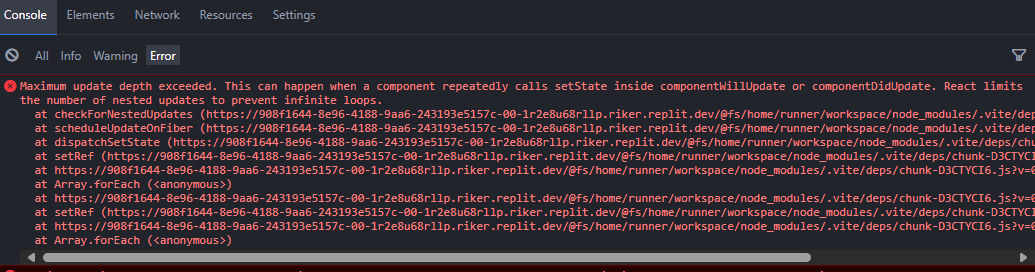 Console Elements Network Resources Settings
All Info Warning Error
Maximum update depth exceeded. This can happen when a component repeatedly calls setState inside componentWillUpdate or componentDidUpdate. React limits
the number of nested updates to prevent infinite loops.
at checkForNestedUpdates (https://908f1644-8e96-4188-9aa6-243193e5157c-00-1r2e8u68rllp.riker.replit.dev/@fs/home/runner/workspace/node_modules/.vite/deps/chu
at scheduleUpdateOnFiber (https://908f1644-8e96-4188-9aa6-243193e5157c-00-1r2e8u68rllp.riker.replit.dev/@fs/home/runner/workspace/node_modules/.vite/deps/chu
at dispatchSetState (https://908f1644-8e96-4188-9aa6-243193e5157c-00-1r2e8u68rllp.riker.replit.dev/@fs/home/runner/workspace/node_modules/.vite/deps/chunk-D
at setRef (https://908f1644-8e96-4188-9aa6-243193e5157c-00-1r2e8u68rllp.riker.replit.dev/@fs/home/runner/workspace/node_modules/.vite/deps/chunk-D3CTYCI
at https://908f1644-8e96-4188-9aa6-243193e5157c-00-1r2e8u68rllp.riker.replit.dev/@fs/home/runner/workspace/node_modules/.vite/deps/chunk-D3CTYCI6.js?v=0
at Array.forEach (<anonymous>)
at https://908f1644-8e96-4188-9aa6-243193e5157c-00-1r2e8u68rllp.riker.replit.dev/@fs/home/runner/workspace/node_modules/.vite/deps/chunk-D3CTYCI6.js?v=0
at setRef (https://908f1644-8e96-4188-9aa6-243193e5157c-00-1r2e8u68rllp.riker.replit.dev/@fs/home/runner/workspace/node_modules/.vite/deps/chunk-D3CTYCI
at https://908f1644-8e96-4188-9aa6-243193e5157c-00-1r2e8u68rllp.riker.replit.dev/@fs/home/runner/workspace/node_modules/.vite/deps/chunk-D3CTYCI6.js?v=0
at Array.forEach (<anonymous>)